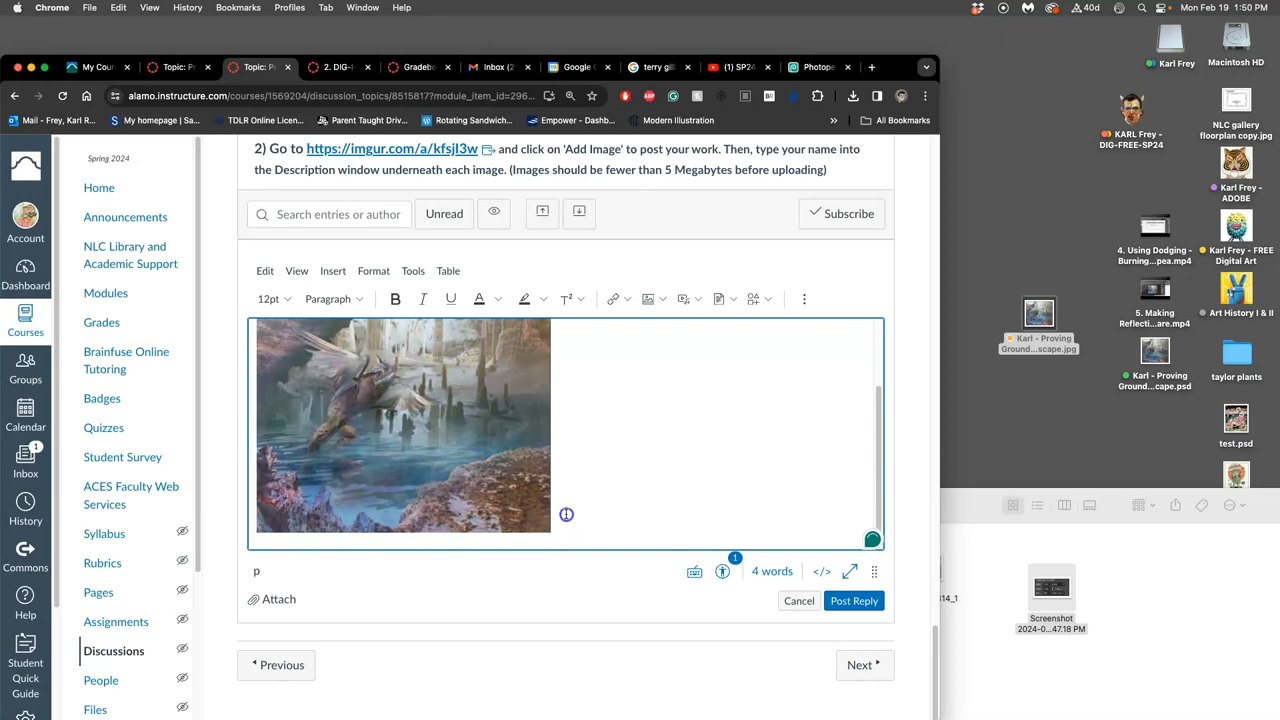 Chrome File Edit View History Bookmarks Profiles Tab Window Help
40d Mon Feb 19 1:50 PM
My Cour Topic: P Topic: P 2. DIG-I Gradebo Inbox (2 Google C terry gill (1) SP24 Photope
alamo.instructure.com/courses/1569204/discussion_topics/8515817?module_item_id=296...
Mail - Frey, Karl R... My homepage | Sa... TDLR Online Licen... Parent Taught Driv... Rotating Sandwich... Empower - Dashb... Modern Illustration » All Bookmarks
Spring 2024
Home
Announcements
NLC Library and
Academic Support
Modules
Grades
Brainfuse Online
Tutoring
Badges
Quizzes
Student Survey
ACES Faculty Web
Services
Syllabus
Rubrics
Pages
Assignments
Discussions
People
Files
Account
Dashboard
Courses
Groups
Calendar
1
Inbox
History
Commons
Help
Student
Quick
Guide
2) Go to https://imgur.com/a/kfsjI3w and click on 'Add Image' to post your work. Then, type your name into
the Description window underneath each image. (Images should be fewer than 5 Megabytes before uploading)
Search entries or author Unread Subscribe
Edit View Insert Format Tools Table
12pt Paragraph B I U A T²
p 1 4 words </>
Attach Cancel Post Reply
Previous Next
Karl Frey
Macintosh HD
KARL Frey -
DIG-FREE-SP24
NLC gallery
floorplan copy.jpg
Karl Frey -
ADOBE
4. Using Dodging -
Burning...pea.mp4
Karl Frey - FREE
Digital Art
5. Making
Reflecti...are.mp4
Art History I & II
Karl - Proving
Ground...scape.jpg
Karl - Proving
Ground...cape.psd
taylor plants
test.psd
814_1
Screenshot
2024-0...47.18 PM